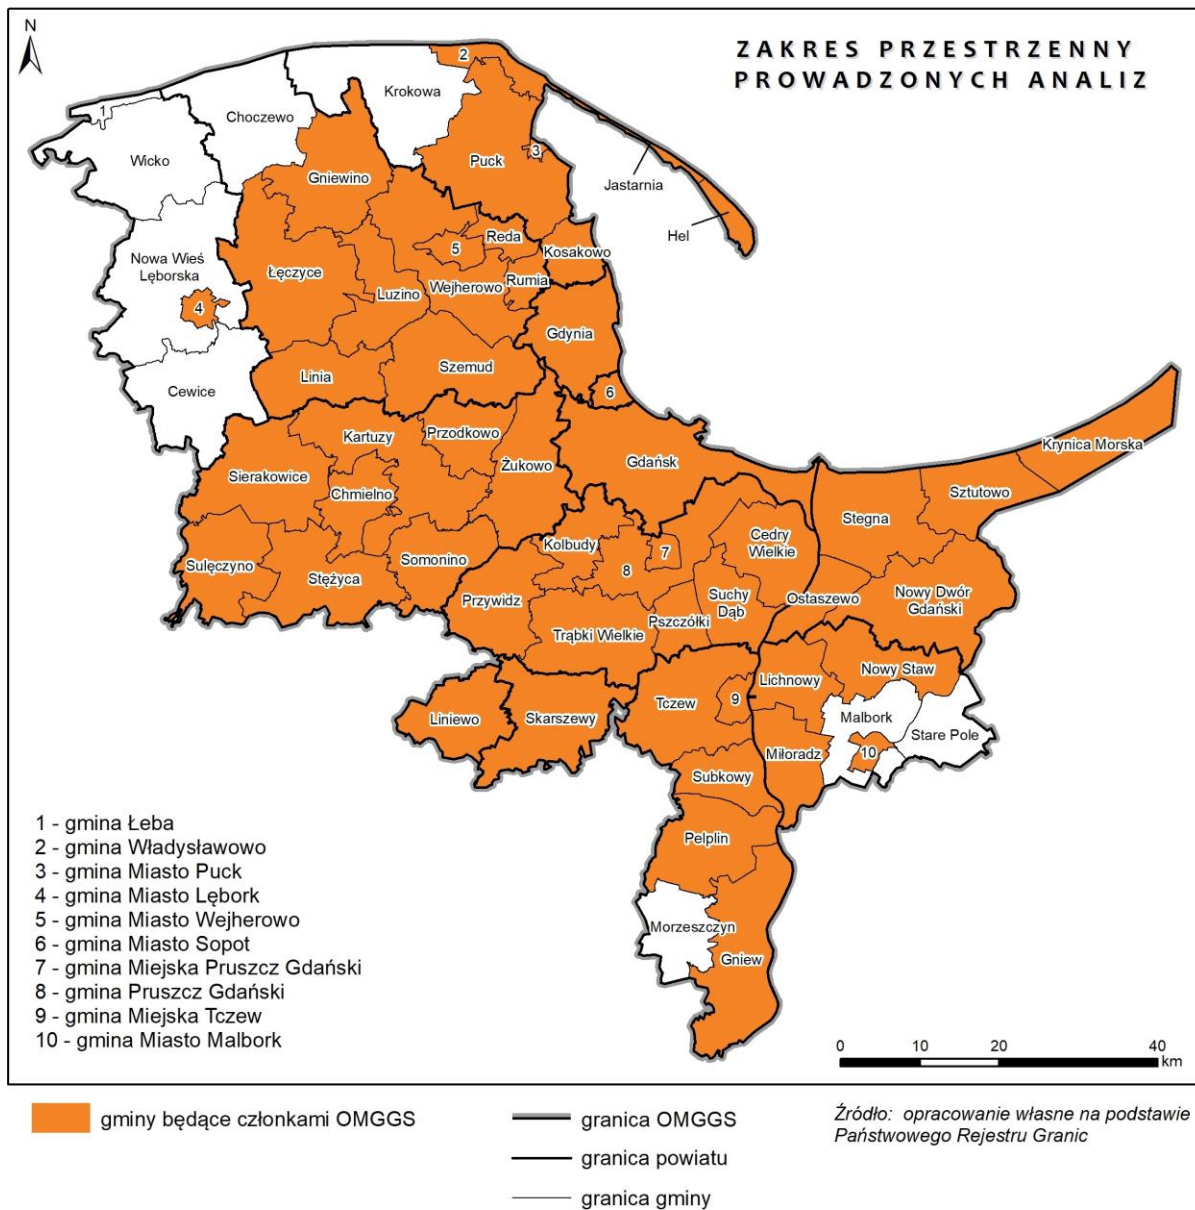 N
ZAKRES PRZESTRZENNY
PROWADZONYCH ANALIZ
2
Krokowa
1
Choczewo
Wicko
Puck
3
Gniewino
Jastarnia
Hel
Reda
5
Kosakowo
Nowa Wieś
Lęborska
Łęczyce
Luzino
Wejherowo
Rumia
4
Gdynia
Cewice
Linia
Szemud
6
Kartuzy
Przodkowo
Krynica Morska
Gdańsk
Żukowo
Sierakowice
Chmielno
Sztutowo
Stegna
Kolbudy
7
Cedry
Wielkie
Somonino
Sulęczyno
Stężyca
8
Przywidz
Suchy
Dąb
Ostaszewo
Nowy Dwór
Gdański
Pszczółki
Trąbki Wielkie
Lichnowy
Nowy Staw
Tczew
9
Liniewo
Skarszewy
Malbork
Stare Pole
Miłoradz
10
Subkowy
Pelplin
Morzeszczyn
Gniew
1 - gmina Łeba
2 - gmina Władysławowo
3 - gmina Miasto Puck
4 - gmina Miasto Lębork
5 - gmina Miasto Wejherowo
6 - gmina Miasto Sopot
7 - gmina Miejska Pruszcz Gdański
8 - gmina Pruszcz Gdański
9 - gmina Miejska Tczew
10 - gmina Miasto Malbork
0 10 20 40
km
gminy będące członkami OMGGS
granica OMGGS
granica powiatu
granica gminy
Źródło: opracowanie własne na podstawie
Państwowego Rejestru Granic